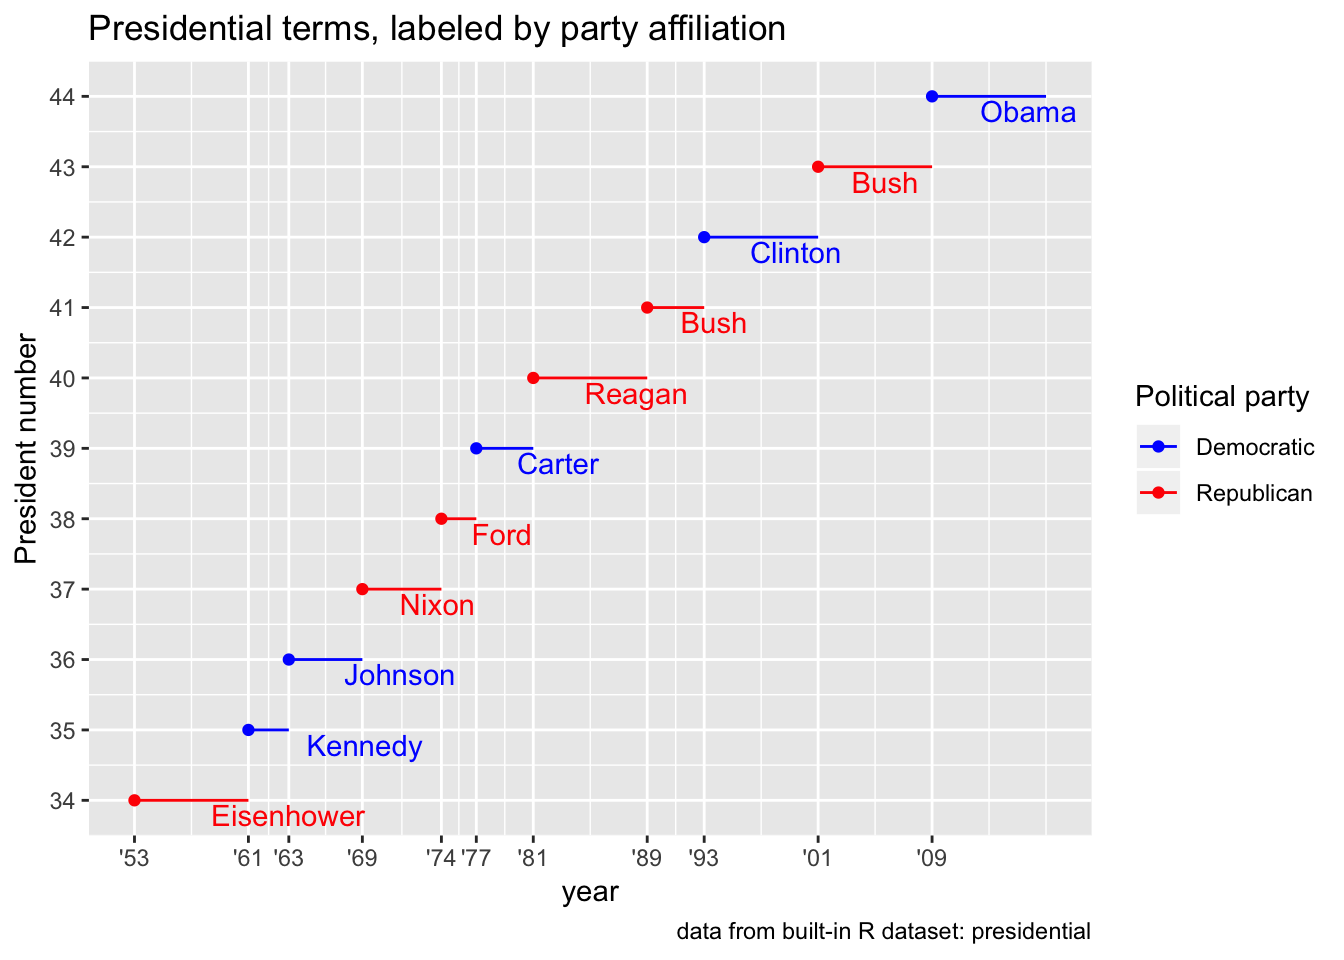 Presidential terms, labeled by party affiliation
President number
44
43
42
41
40
39
38
37
36
35
34
Obama
Bush
Clinton
Bush
Reagan
Carter
Ford
Nixon
Johnson
Kennedy
Eisenhower
'53 '61 '63 '69 '74 '77 '81 '89 '93 '01 '09
year
Political party
Democratic
Republican
data from built-in R dataset: presidential